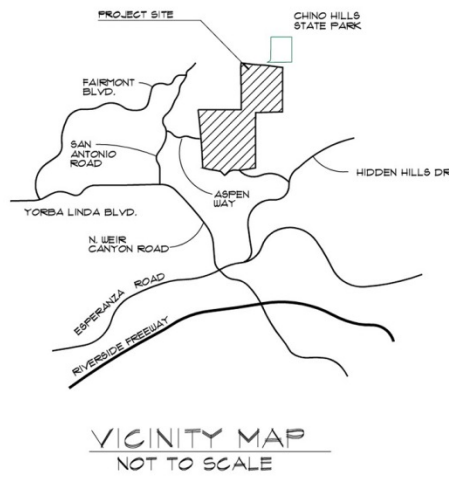 PROJECT SITE
CHINO HILLS
STATE PARK
FAIRMONT
BLVD.
SAN
ANTONIO
ROAD
ASPEN
WAY
HIDDEN HILLS DR
YORBA LINDA BLVD.
N. WEIR
CANYON ROAD
ESPERANZA ROAD
RIVERSIDE FREEWAY
VICINITY MAP
NOT TO SCALE